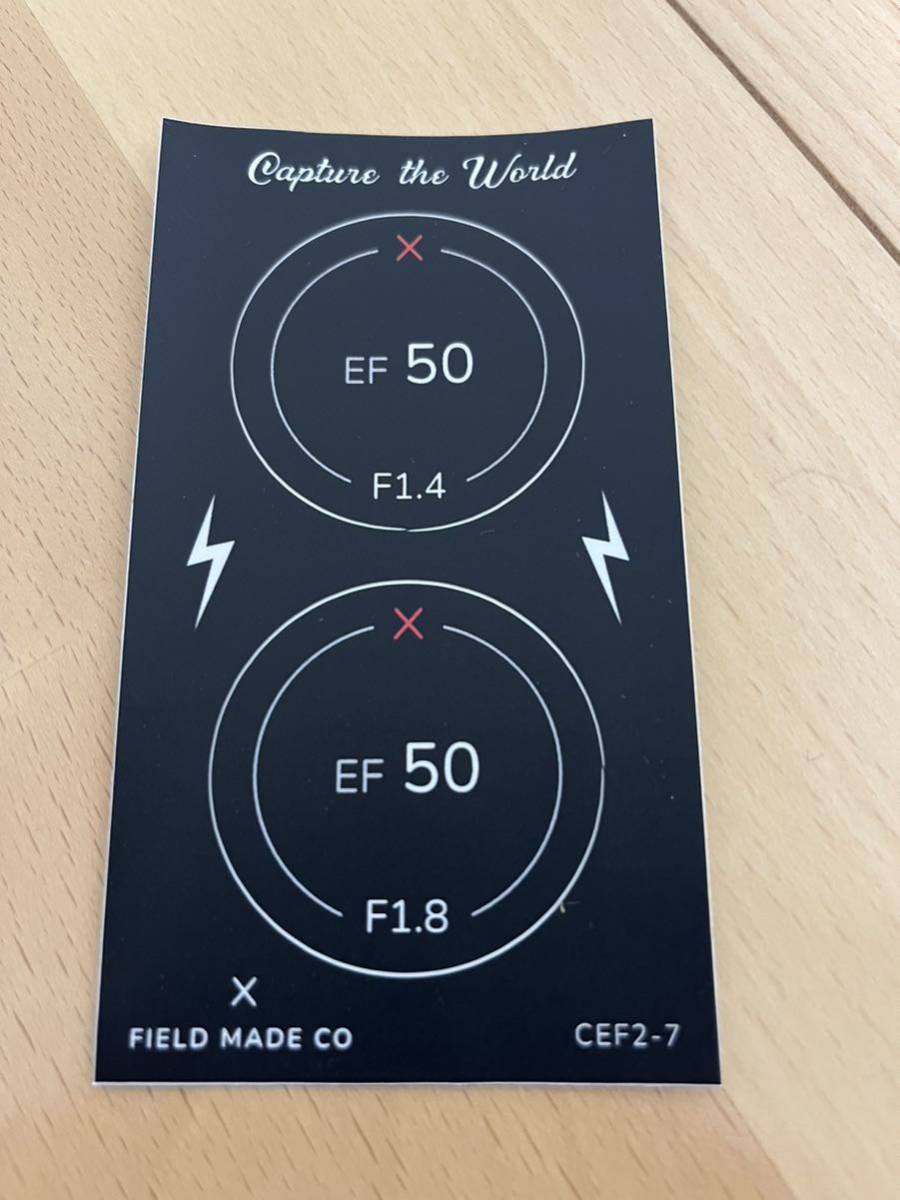 Capture the World
X
EF 50
F1.4
X
EF 50
F1.8
X
FIELD MADE CO
CEF2-7